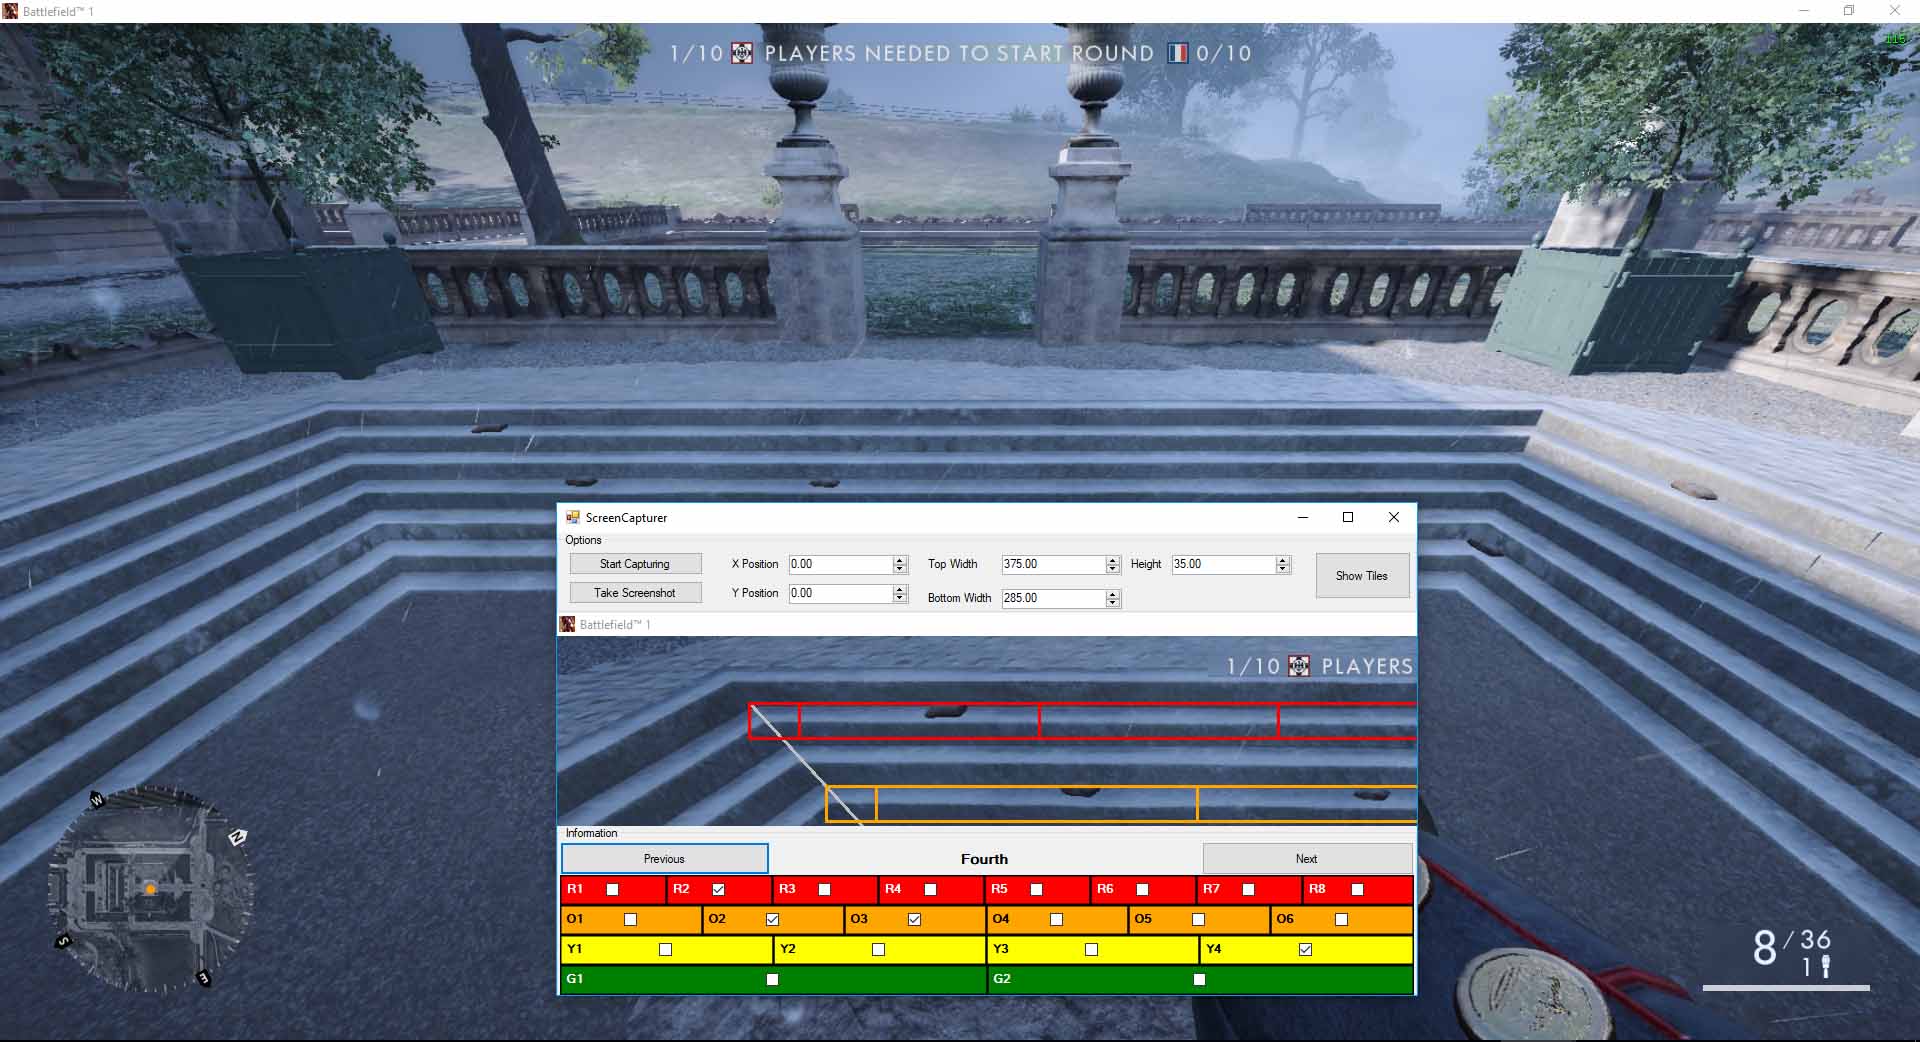 Battlefield™ 1
115
1/10 PLAYERS NEEDED TO START ROUND 0/10
ScreenCapturer
Options
Start Capturing X Position 0.00 Top Width 375.00 Height 35.00 Show Tiles
Take Screenshot Y Position 0.00 Bottom Width 285.00
Battlefield™ 1
1/10 PLAYERS
Information
Previous Fourth Next
R1 R2 R3 R4 R5 R6 R7 R8
O1 O2 O3 O4 O5 O6
Y1 Y2 Y3 Y4
G1 G2
W
N
S
E
8/36
1